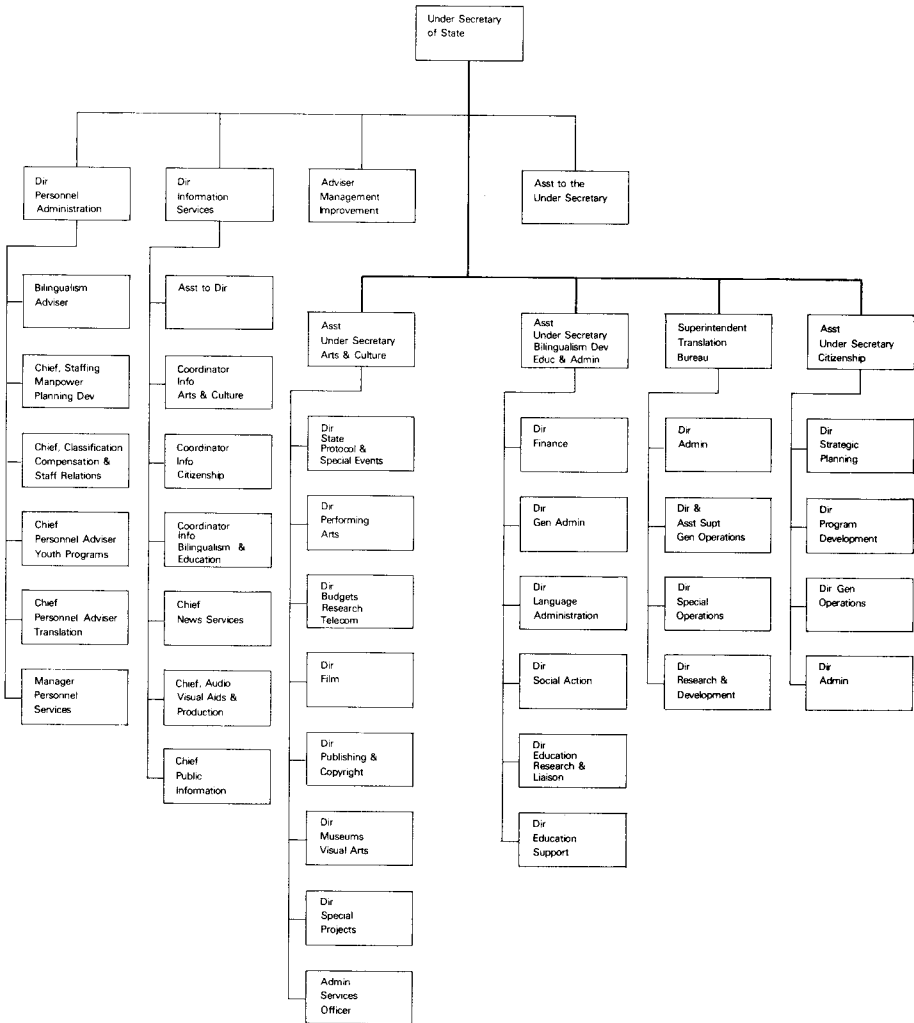 Under Secretary
of State
Dir
Personnel
Administration
Dir
Information
Services
Adviser
Management
Improvement
Asst to the
Under Secretary
Bilingualism
Adviser
Chief, Staffing
Manpower
Planning Dev
Chief, Classification
Compensation &
Staff Relations
Chief
Personnel Adviser
Youth Programs
Chief
Personnel Adviser
Translation
Manager
Personnel
Services
Asst to Dir
Coordinator
Info
Arts & Culture
Coordinator
Info
Citizenship
Coordinator
Info
Bilingualism &
Education
Chief
News Services
Chief, Audio
Visual Aids &
Production
Chief
Public
Information
Asst
Under Secretary
Arts & Culture
Dir
State
Protocol &
Special Events
Dir
Performing
Arts
Dir
Budgets
Research
Telecom
Dir
Film
Dir
Publishing &
Copyright
Dir
Museums
Visual Arts
Dir
Special
Projects
Admin
Services
Officer
Asst
Under Secretary
Bilingualism Dev
Educ & Admin
Dir
Finance
Dir
Gen Admin
Dir
Language
Administration
Dir
Social Action
Dir
Education
Research &
Liaison
Dir
Education
Support
Superintendent
Translation
Bureau
Dir
Admin
Dir &
Asst Supt
Gen Operations
Dir
Special
Operations
Dir
Research &
Development
Asst
Under Secretary
Citizenship
Dir
Strategic
Planning
Dir
Program
Development
Dir Gen
Operations
Dir
Admin